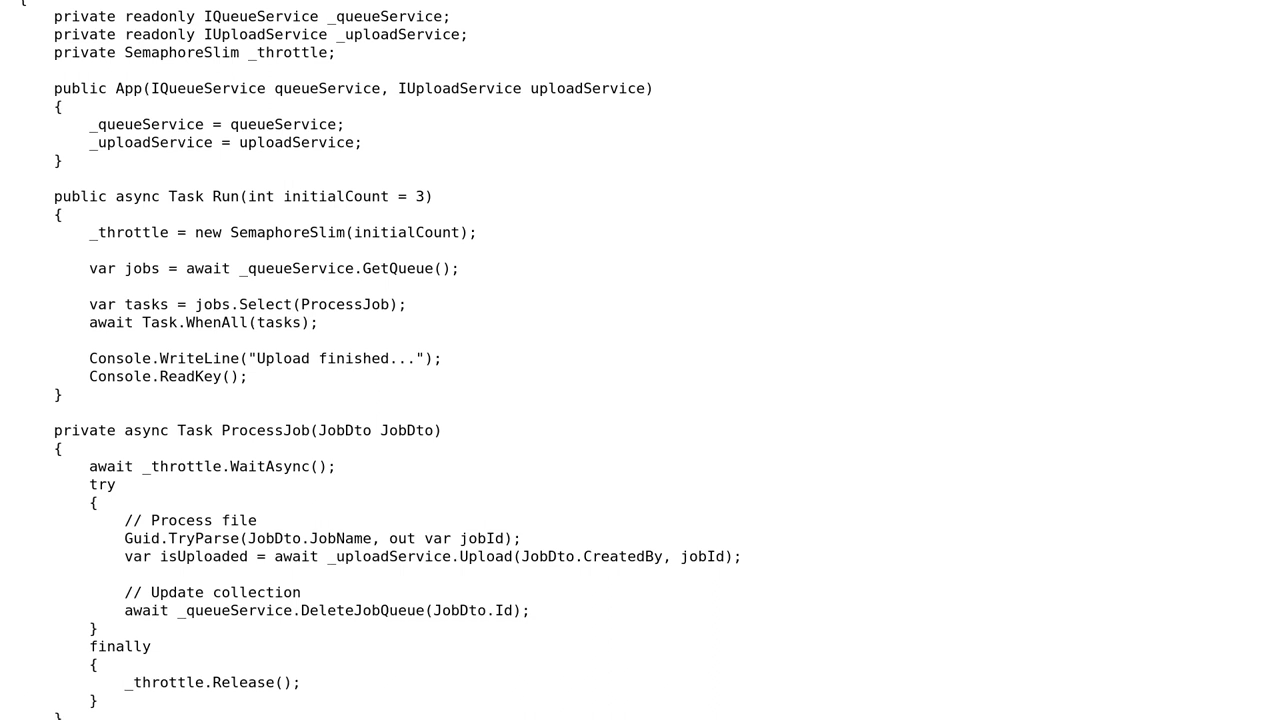 {
    private readonly IQueueService _queueService;
    private readonly IUploadService _uploadService;
    private SemaphoreSlim _throttle;

    public App(IQueueService queueService, IUploadService uploadService)
    {
        _queueService = queueService;
        _uploadService = uploadService;
    }

    public async Task Run(int initialCount = 3)
    {
        _throttle = new SemaphoreSlim(initialCount);

        var jobs = await _queueService.GetQueue();

        var tasks = jobs.Select(ProcessJob);
        await Task.WhenAll(tasks);

        Console.WriteLine("Upload finished...");
        Console.ReadKey();
    }

    private async Task ProcessJob(JobDto JobDto)
    {
        await _throttle.WaitAsync();
        try
        {
            // Process file
            Guid.TryParse(JobDto.JobName, out var jobId);
            var isUploaded = await _uploadService.Upload(JobDto.CreatedBy, jobId);

            // Update collection
            await _queueService.DeleteJobQueue(JobDto.Id);
        }
        finally
        {
            _throttle.Release();
        }
    }